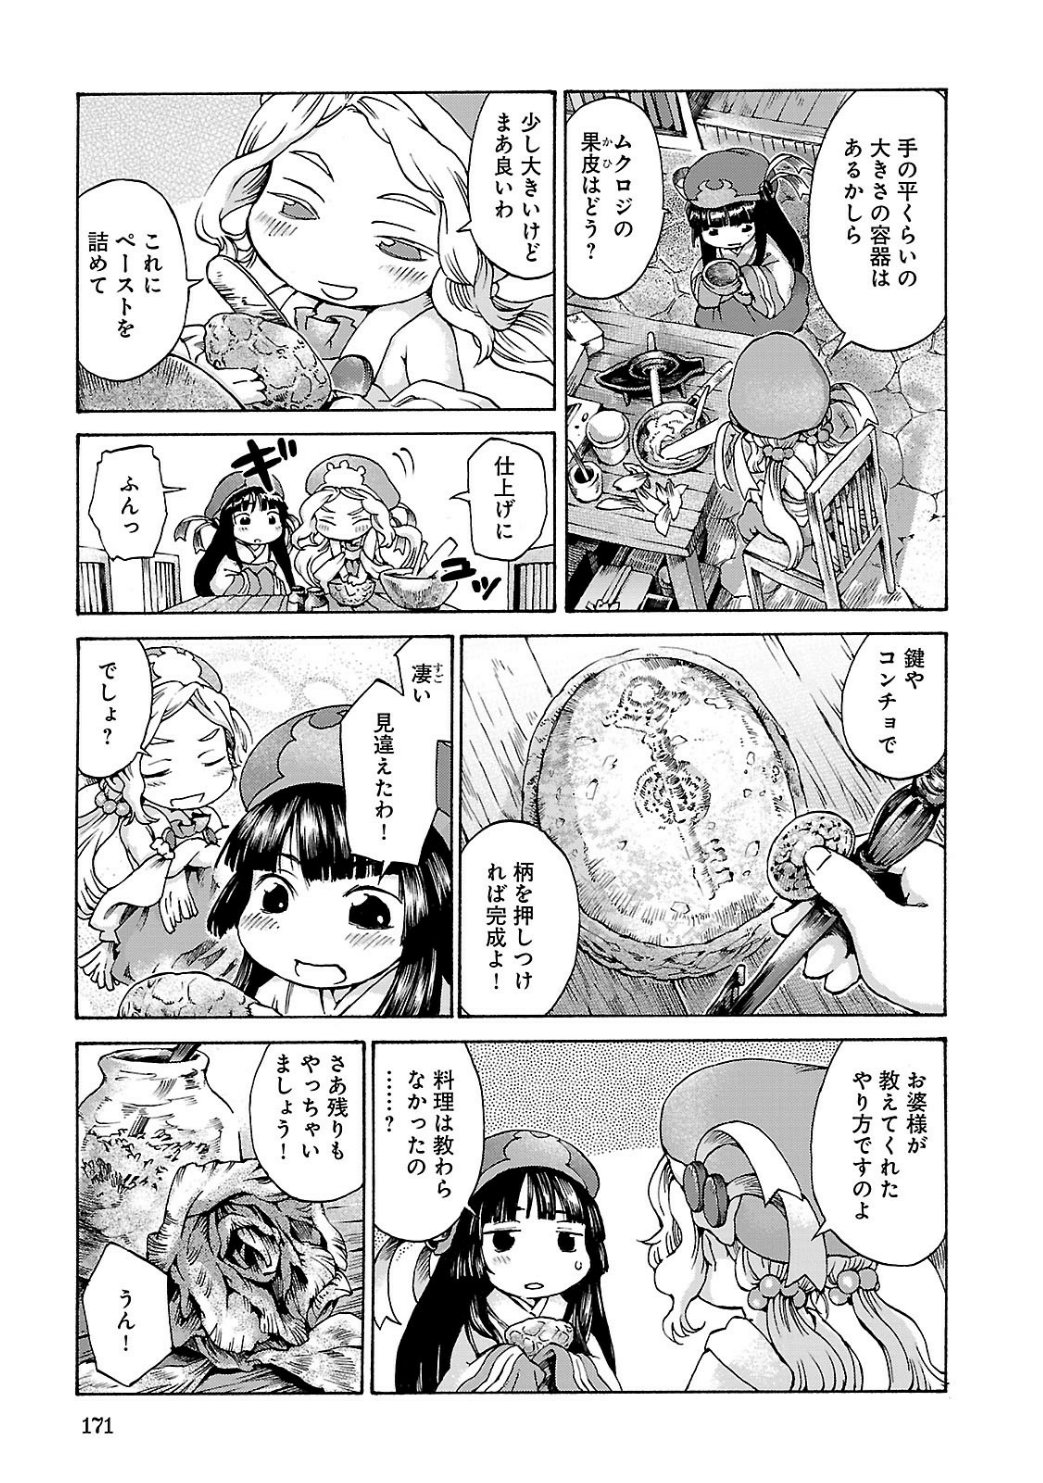 手の平くらいの
大きさの容器は
あるかしら
ムクロジの
果皮はどう？
かひ
少し大きいけど
まあ良いわ
これに
ペーストを
詰めて
仕上げに
ギュッ
ふんっ
鍵や
コンチョで
柄を押しつけ
れば完成よ！
凄い
すご
見違えたわ！
でしょ？
お婆様が
教えてくれた
やり方ですのよ
料理は教わら
なかったの
……？
さあ残りも
やっちゃい
ましょう！
うん！
171